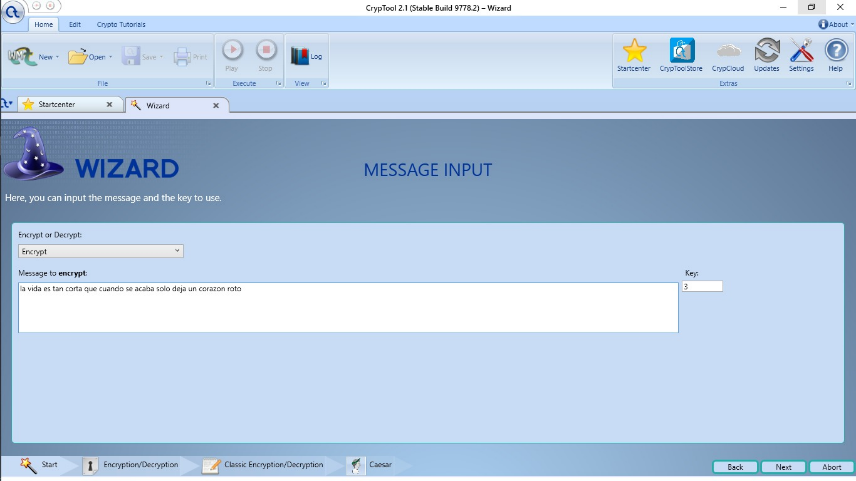 CrypTool 2.1 (Stable Build 9778.2) – Wizard
Home Edit Crypto Tutorials About
New Open Save Print Play Stop Log Startcenter CrypToolStore CrypCloud Updates Settings Help
File Execute View Extras
Startcenter Wizard
WIZARD
MESSAGE INPUT
Here, you can input the message and the key to use.
Encrypt or Decrypt:
Encrypt
Message to encrypt: Key:
la vida es tan corta que cuando se acaba solo deja un corazon roto 3
Start Encryption/Decryption Classic Encryption/Decryption Caesar Back Next Abort